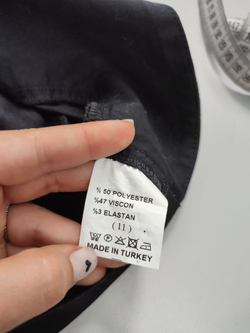 % 50 POLYESTER
%47 VISCON
%3 ELASTAN
(11)
MADE IN TURKEY